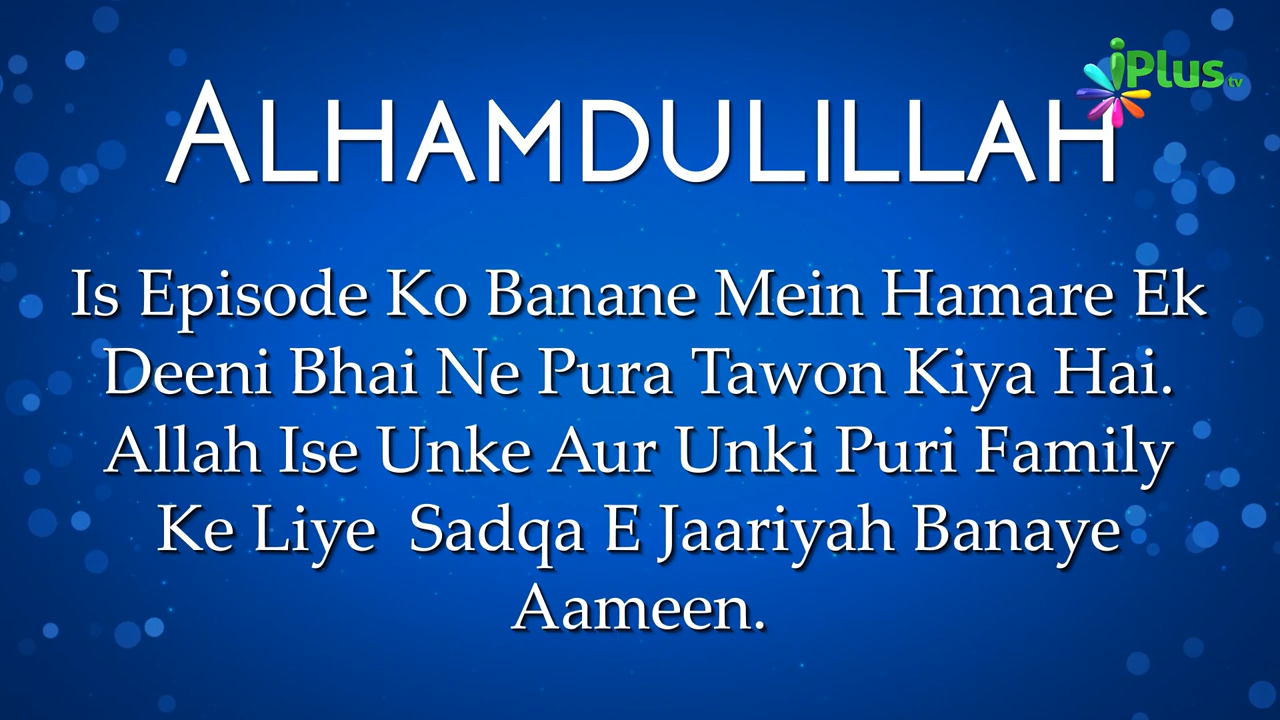 iPlus tv
ALHAMDULILLAH
Is Episode Ko Banane Mein Hamare Ek
Deeni Bhai Ne Pura Tawon Kiya Hai.
Allah Ise Unke Aur Unki Puri Family
Ke Liye  Sadqa E Jaariyah Banaye
Aameen.